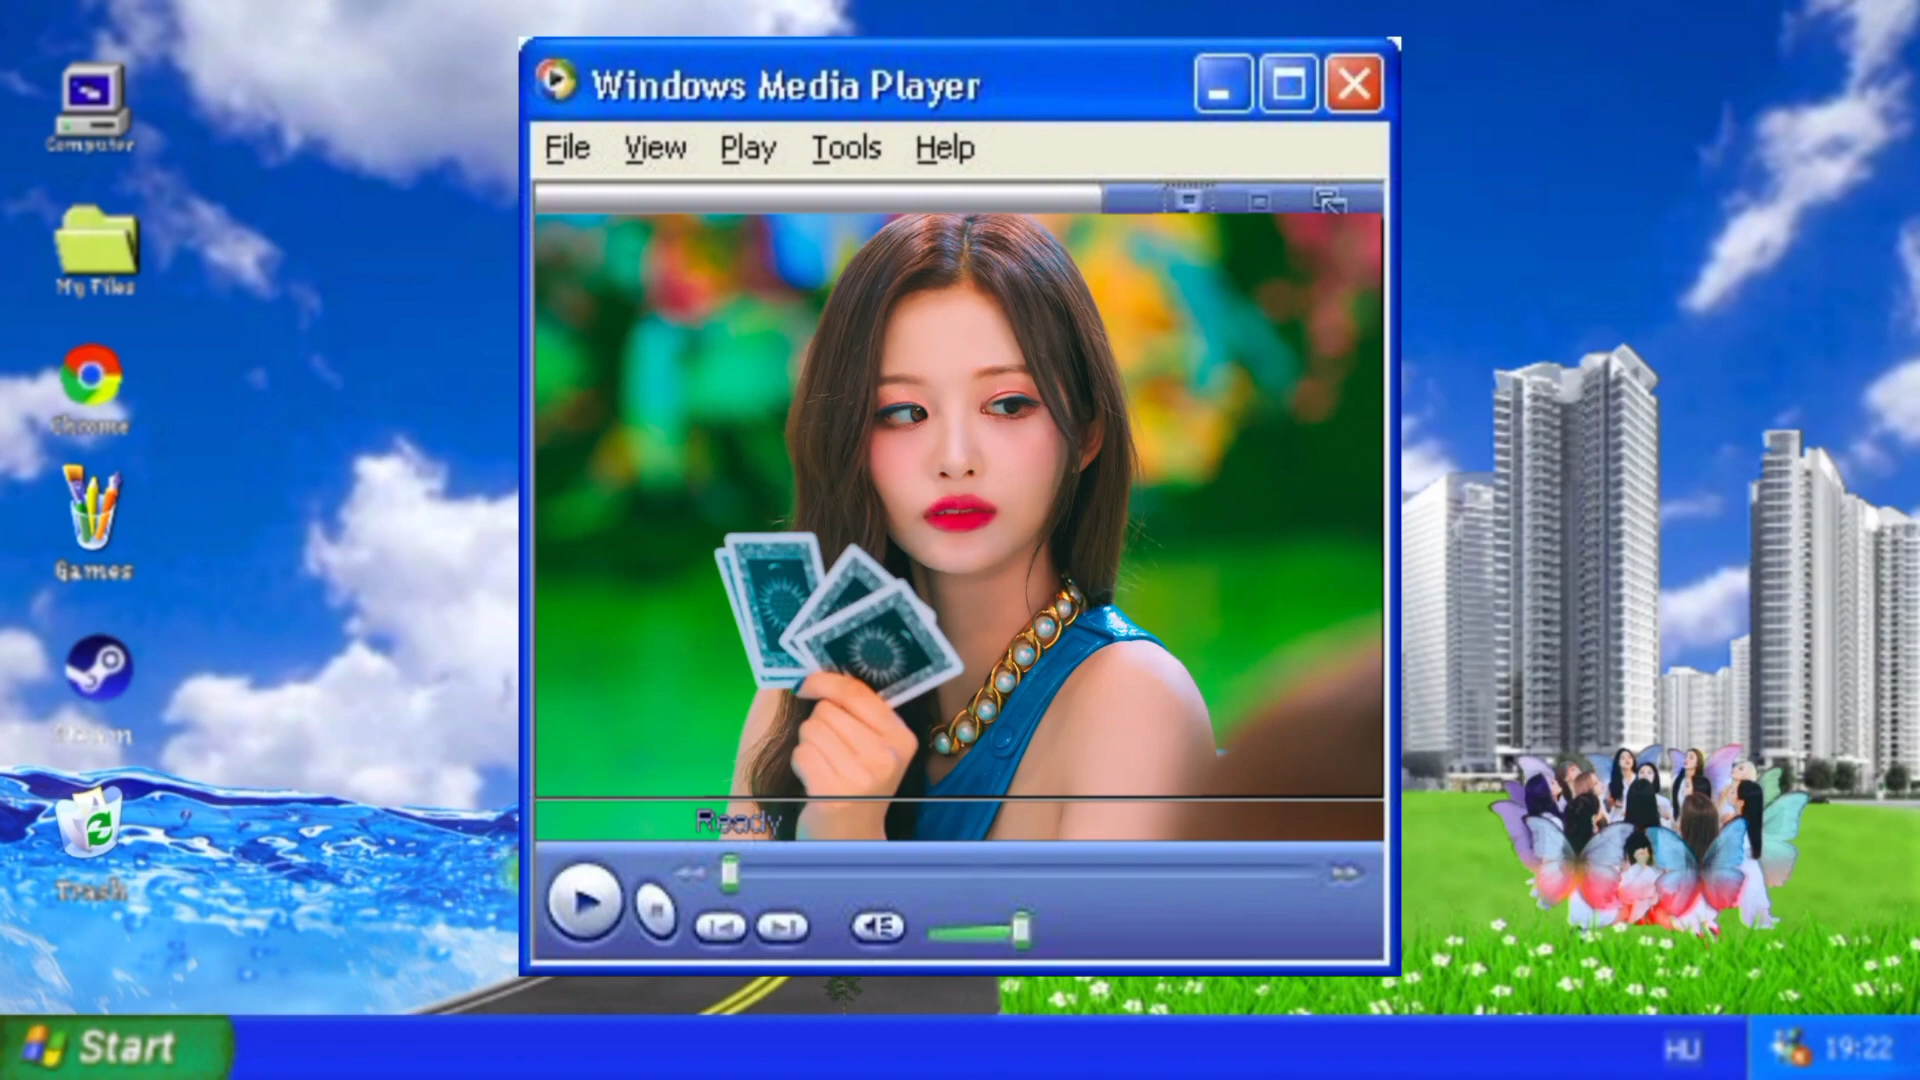 Windows Media Player
File View Play Tools Help
Computer
My Files
Chrome
Games
Steam
Trash
Ready
Start
HU
19:22